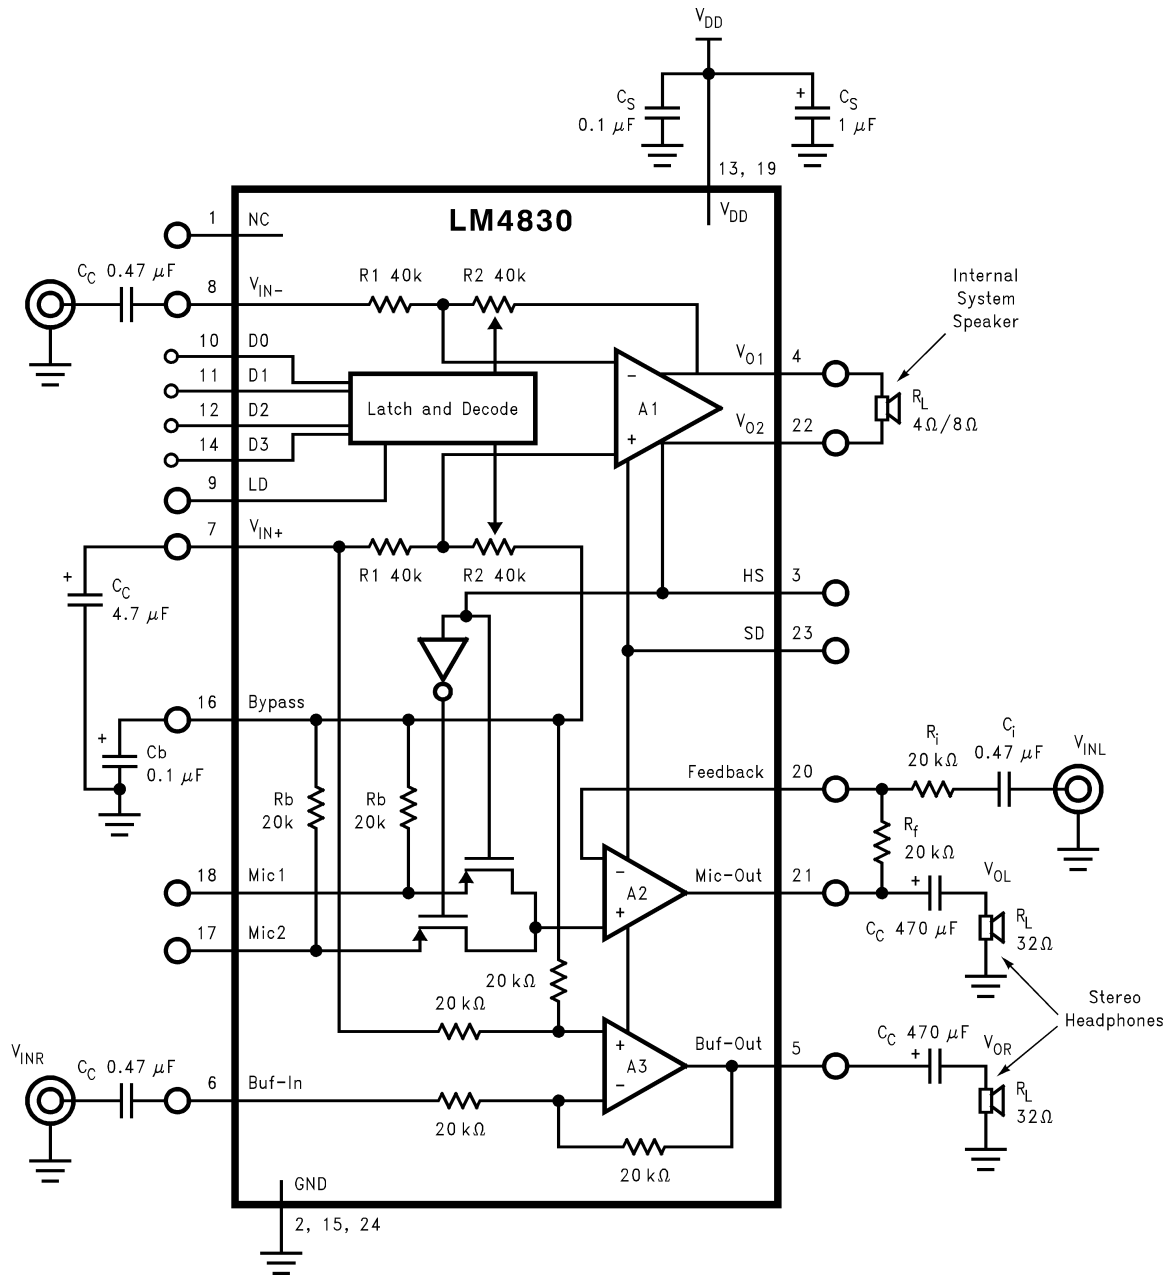 VDD
CS
0.1 μF
+
CS
1 μF
13, 19
VDD
LM4830
1
NC
CC 0.47 μF
8
VIN−
R1 40k
R2 40k
Internal
System
Speaker
10
D0
11
D1
12
D2
14
D3
9
LD
Latch and Decode
−
A1
+
VO1
4
VO2
22
RL
4Ω/8Ω
7
VIN+
R1 40k
R2 40k
+
CC
4.7 μF
HS
3
SD
23
16
Bypass
+
Cb
0.1 μF
Rb
20k
Rb
20k
Feedback
20
Ri
20 kΩ
Ci
0.47 μF
VINL
Rf
20 kΩ
18
Mic1
17
Mic2
−
A2
+
Mic-Out
21
+
CC 470 μF
VOL
RL
32Ω
20 kΩ
20 kΩ
Stereo
Headphones
VINR
CC 0.47 μF
6
Buf-In
+
A3
−
Buf-Out
5
CC 470 μF
+
VOR
RL
32Ω
20 kΩ
20 kΩ
GND
2, 15, 24